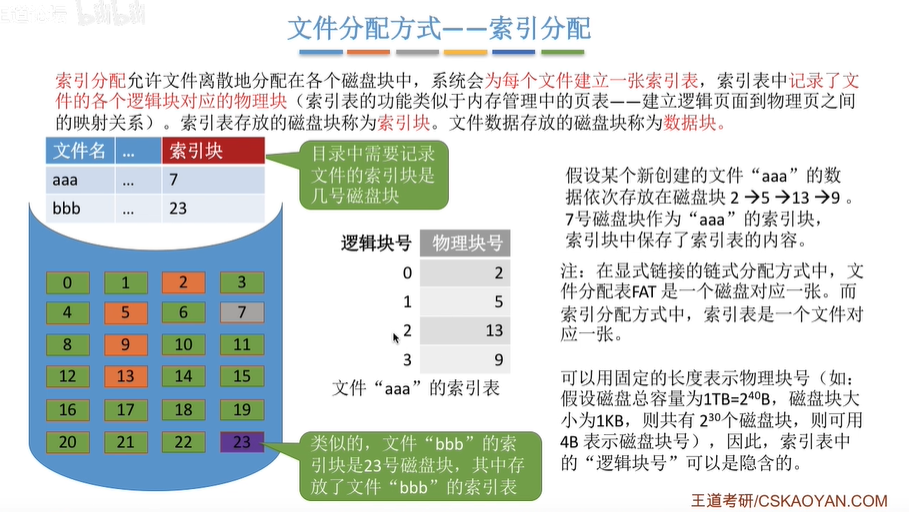 文件分配方式——索引分配
索引分配允许文件离散地分配在各个磁盘块中，系统会为每个文件建立一张索引表，索引表中记录了文
件的各个逻辑块对应的物理块（索引表的功能类似于内存管理中的页表——建立逻辑页面到物理页之间
的映射关系）。索引表存放的磁盘块称为索引块。文件数据存放的磁盘块称为数据块。
文件名 ... 索引块
aaa ... 7
bbb ... 23
目录中需要记录
文件的索引块是
几号磁盘块
0 1 2 3
4 5 6 7
8 9 10 11
12 13 14 15
16 17 18 19
20 21 22 23
逻辑块号 物理块号
0 2
1 5
2 13
3 9
文件“aaa”的索引表
类似的，文件“bbb”的索
引块是23号磁盘块，其中存
放了文件“bbb”的索引表
假设某个新创建的文件“aaa”的数
据依次存放在磁盘块 2 →5 →13 →9 。
7号磁盘块作为“aaa”的索引块，
索引块中保存了索引表的内容。
注：在显式链接的链式分配方式中，文
件分配表FAT 是一个磁盘对应一张。而
索引分配方式中，索引表是一个文件对
应一张。
可以用固定的长度表示物理块号（如：
假设磁盘总容量为1TB=2⁴⁰B，磁盘块大
小为1KB，则共有 2³⁰个磁盘块，则可用
4B 表示磁盘块号），因此，索引表中
的“逻辑块号”可以是隐含的。
王道考研/CSKAOYAN.COM